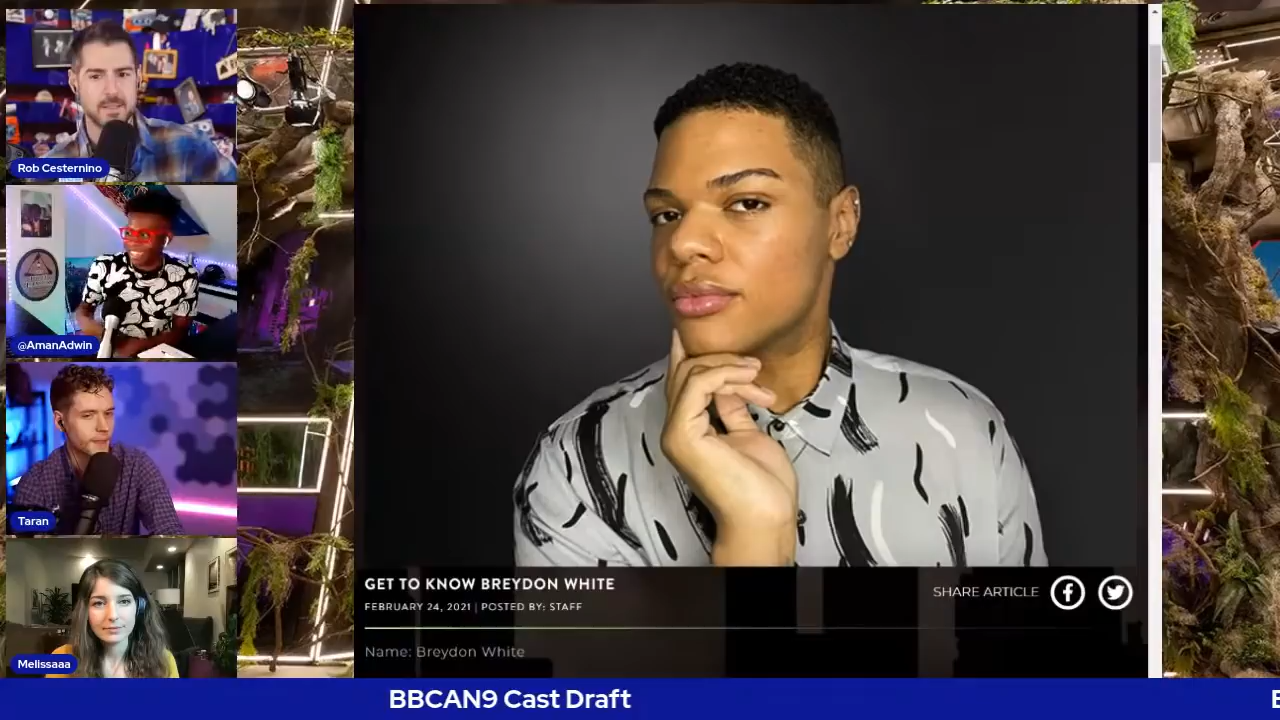 Rob Cesternino
@AmanAdwin
Taran
Melissaaa
GET TO KNOW BREYDON WHITE
FEBRUARY 24, 2021 | POSTED BY: STAFF
SHARE ARTICLE
Name: Breydon White
BBCAN9 Cast Draft